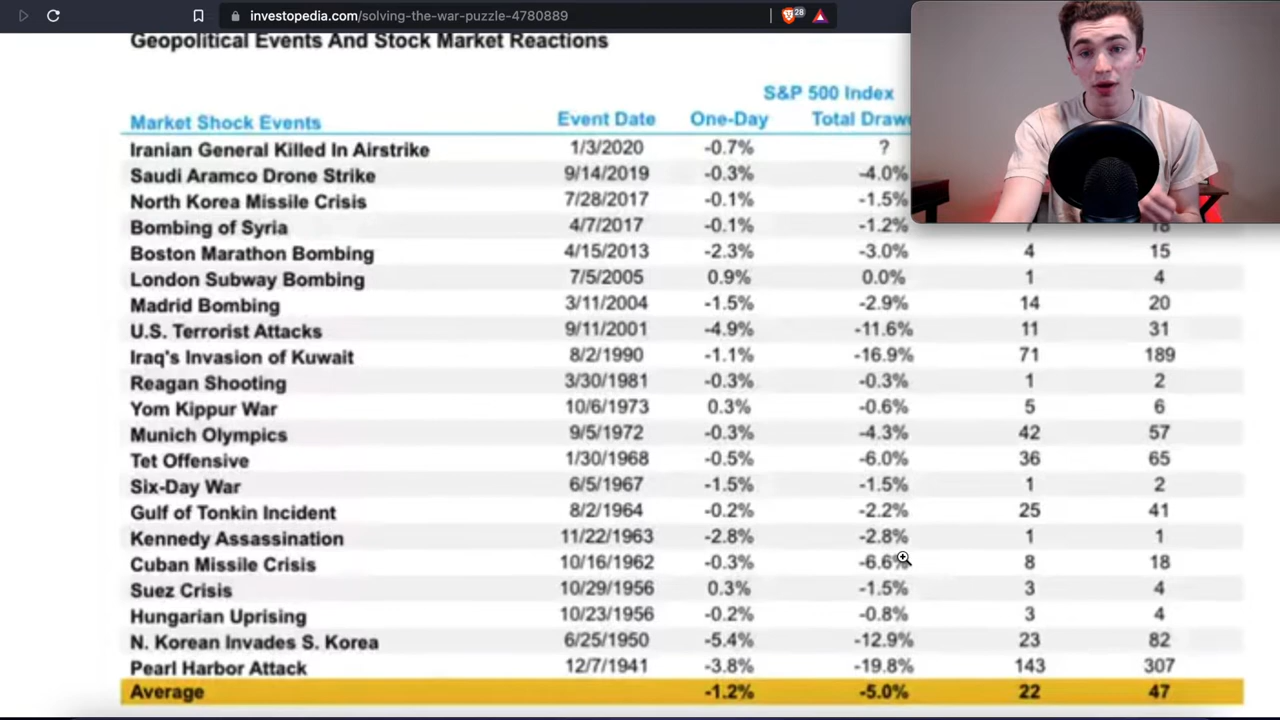 investopedia.com/solving-the-war-puzzle-4780889
28
Geopolitical Events And Stock Market Reactions
S&P 500 Index
Market Shock Events Event Date One-Day Total
Iranian General Killed In Airstrike 1/3/2020 -0.7% ?
Saudi Aramco Drone Strike 9/14/2019 -0.3% -4.0%
North Korea Missile Crisis 7/28/2017 -0.1% -1.5%
Bombing of Syria 4/7/2017 -0.1% -1.2% 7 18
Boston Marathon Bombing 4/15/2013 -2.3% -3.0% 4 15
London Subway Bombing 7/5/2005 0.9% 0.0% 1 4
Madrid Bombing 3/11/2004 -1.5% -2.9% 14 20
U.S. Terrorist Attacks 9/11/2001 -4.9% -11.6% 11 31
Iraq's Invasion of Kuwait 8/2/1990 -1.1% -16.9% 71 189
Reagan Shooting 3/30/1981 -0.3% -0.3% 1 2
Yom Kippur War 10/6/1973 0.3% -0.6% 5 6
Munich Olympics 9/5/1972 -0.3% -4.3% 42 57
Tet Offensive 1/30/1968 -0.5% -6.0% 36 65
Six-Day War 6/5/1967 -1.5% -1.5% 1 2
Gulf of Tonkin Incident 8/2/1964 -0.2% -2.2% 25 41
Kennedy Assassination 11/22/1963 -2.8% -2.8% 1 1
Cuban Missile Crisis 10/16/1962 -0.3% -6.6% 8 18
Suez Crisis 10/29/1956 0.3% -1.5% 3 4
Hungarian Uprising 10/23/1956 -0.2% -0.8% 3 4
N. Korean Invades S. Korea 6/25/1950 -5.4% -12.9% 23 82
Pearl Harbor Attack 12/7/1941 -3.8% -19.8% 143 307
Average -1.2% -5.0% 22 47